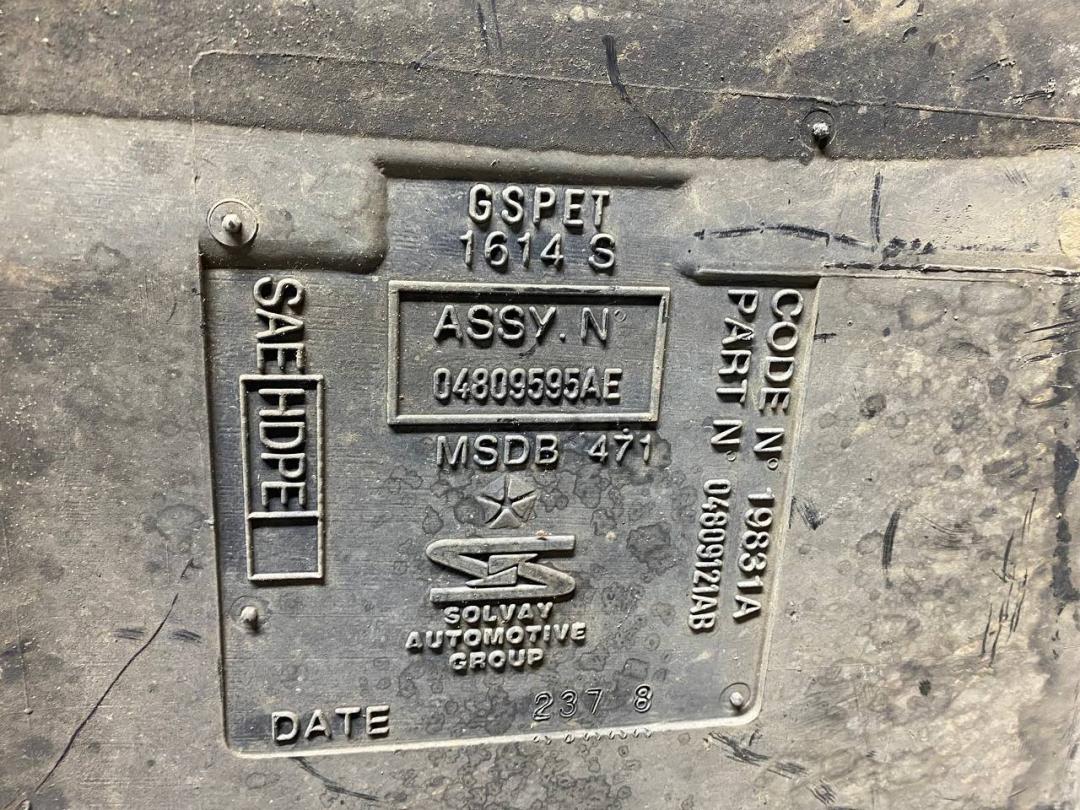 GSPET
1614 S
ASSY. N°
04809595AE
MSDB 471
SOLVAY
AUTOMOTIVE
GROUP
SAE HDPE
CODE N° 19831A
PART N° 04809121AB
DATE 237 8